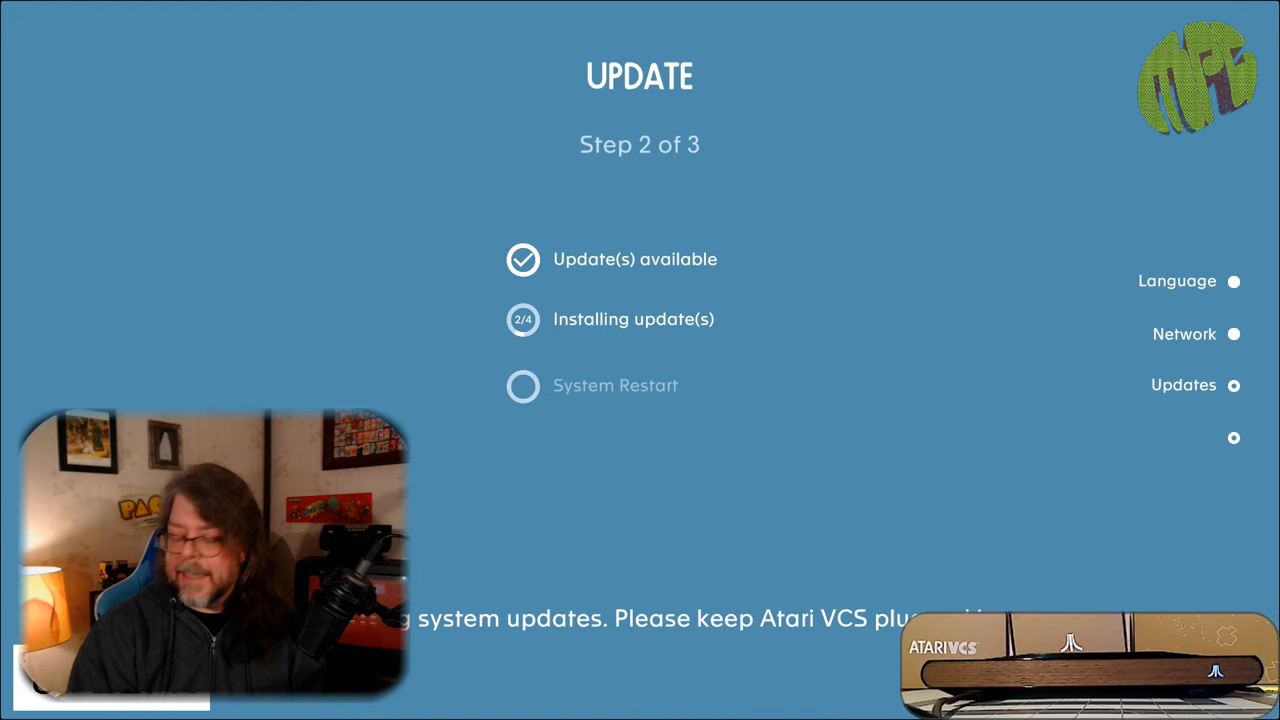 UPDATE
Step 2 of 3
Update(s) available
2/4 Installing update(s)
System Restart
Language
Network
Updates
system updates. Please keep Atari VCS
ATARI VCS